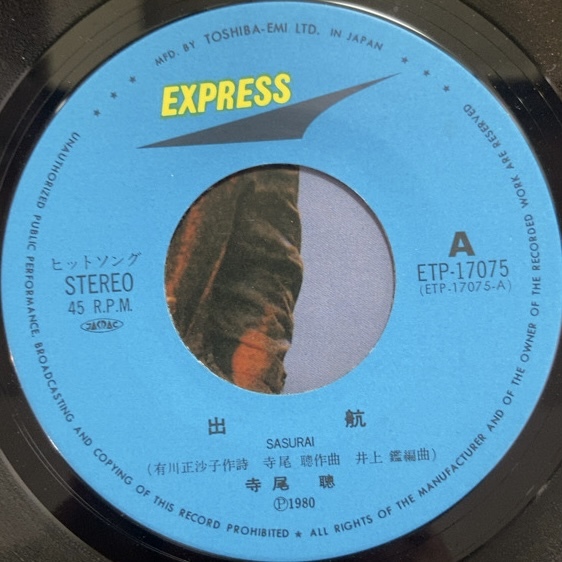 MFD. BY TOSHIBA-EMI LTD. IN JAPAN
EXPRESS
A
ETP-17075
(ETP-17075-A)
ヒットソング
STEREO
45 R.P.M.
JASRAC
出航
SASURAI
(有川正沙子作詩 寺尾 聰作曲 井上 鑑編曲)
寺尾 聰
Ⓟ1980
UNAUTHORIZED PUBLIC PERFORMANCE, BROADCASTING AND COPYING OF THIS RECORD PROHIBITED ★ ALL RIGHTS OF THE MANUFACTURER AND OF THE OWNER OF THE RECORDED WORK ARE RESERVED